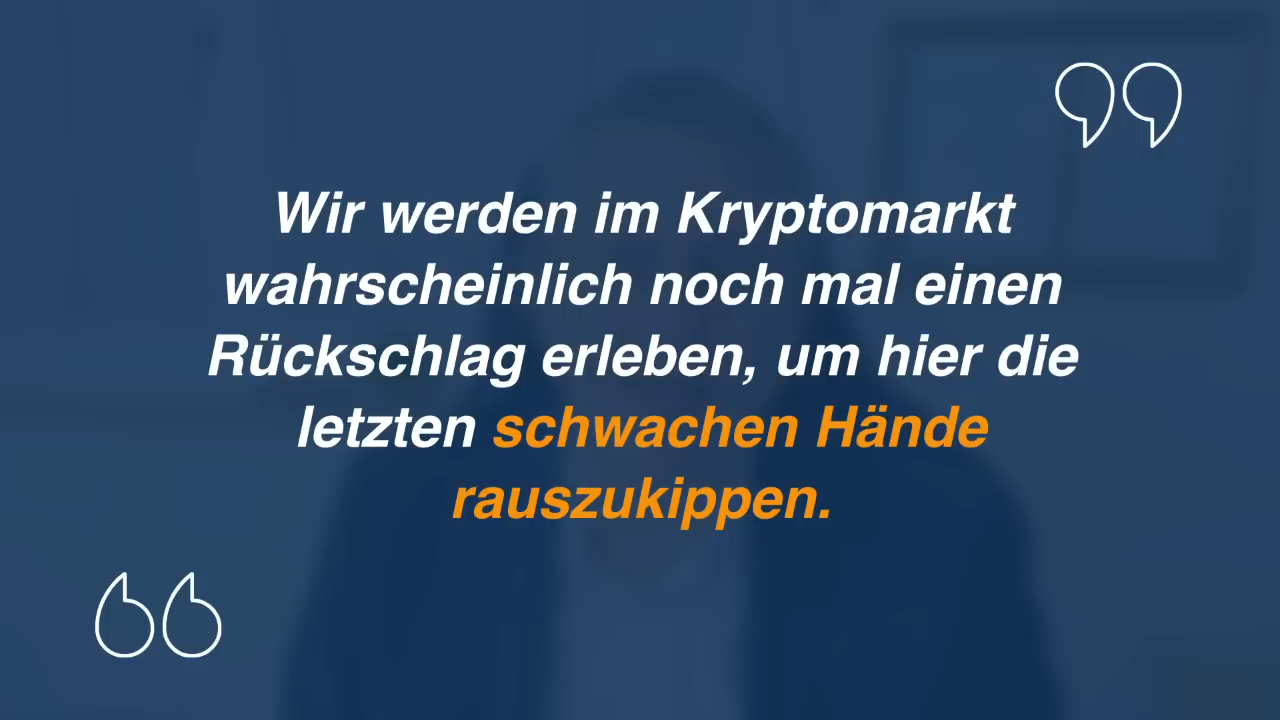 Wir werden im Kryptomarkt
wahrscheinlich noch mal einen
Rückschlag erleben, um hier die
letzten schwachen Hände
rauszukippen.